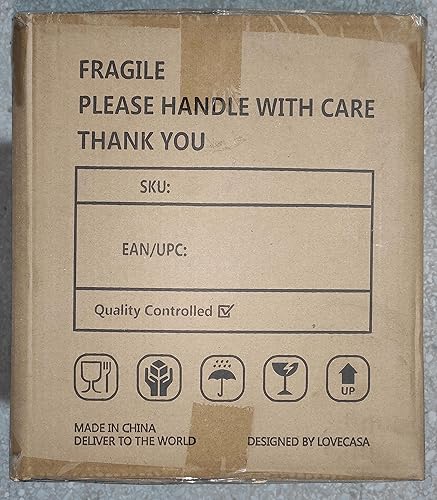 FRAGILE
PLEASE HANDLE WITH CARE
THANK YOU
SKU:
EAN/UPC:
Quality Controlled ☑
UP
MADE IN CHINA
DELIVER TO THE WORLD
DESIGNED BY LOVECASA